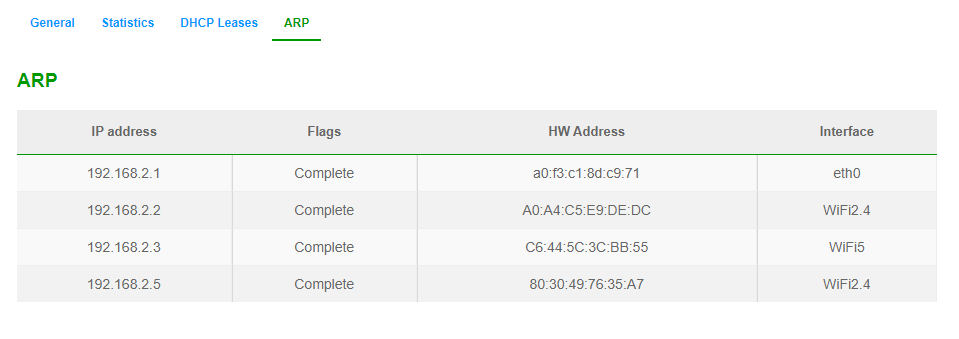 General Statistics DHCP Leases ARP
ARP
IP address Flags HW Address Interface
192.168.2.1 Complete a0:f3:c1:8d:c9:71 eth0
192.168.2.2 Complete A0:A4:C5:E9:DE:DC WiFi2.4
192.168.2.3 Complete C6:44:5C:3C:BB:55 WiFi5
192.168.2.5 Complete 80:30:49:76:35:A7 WiFi2.4